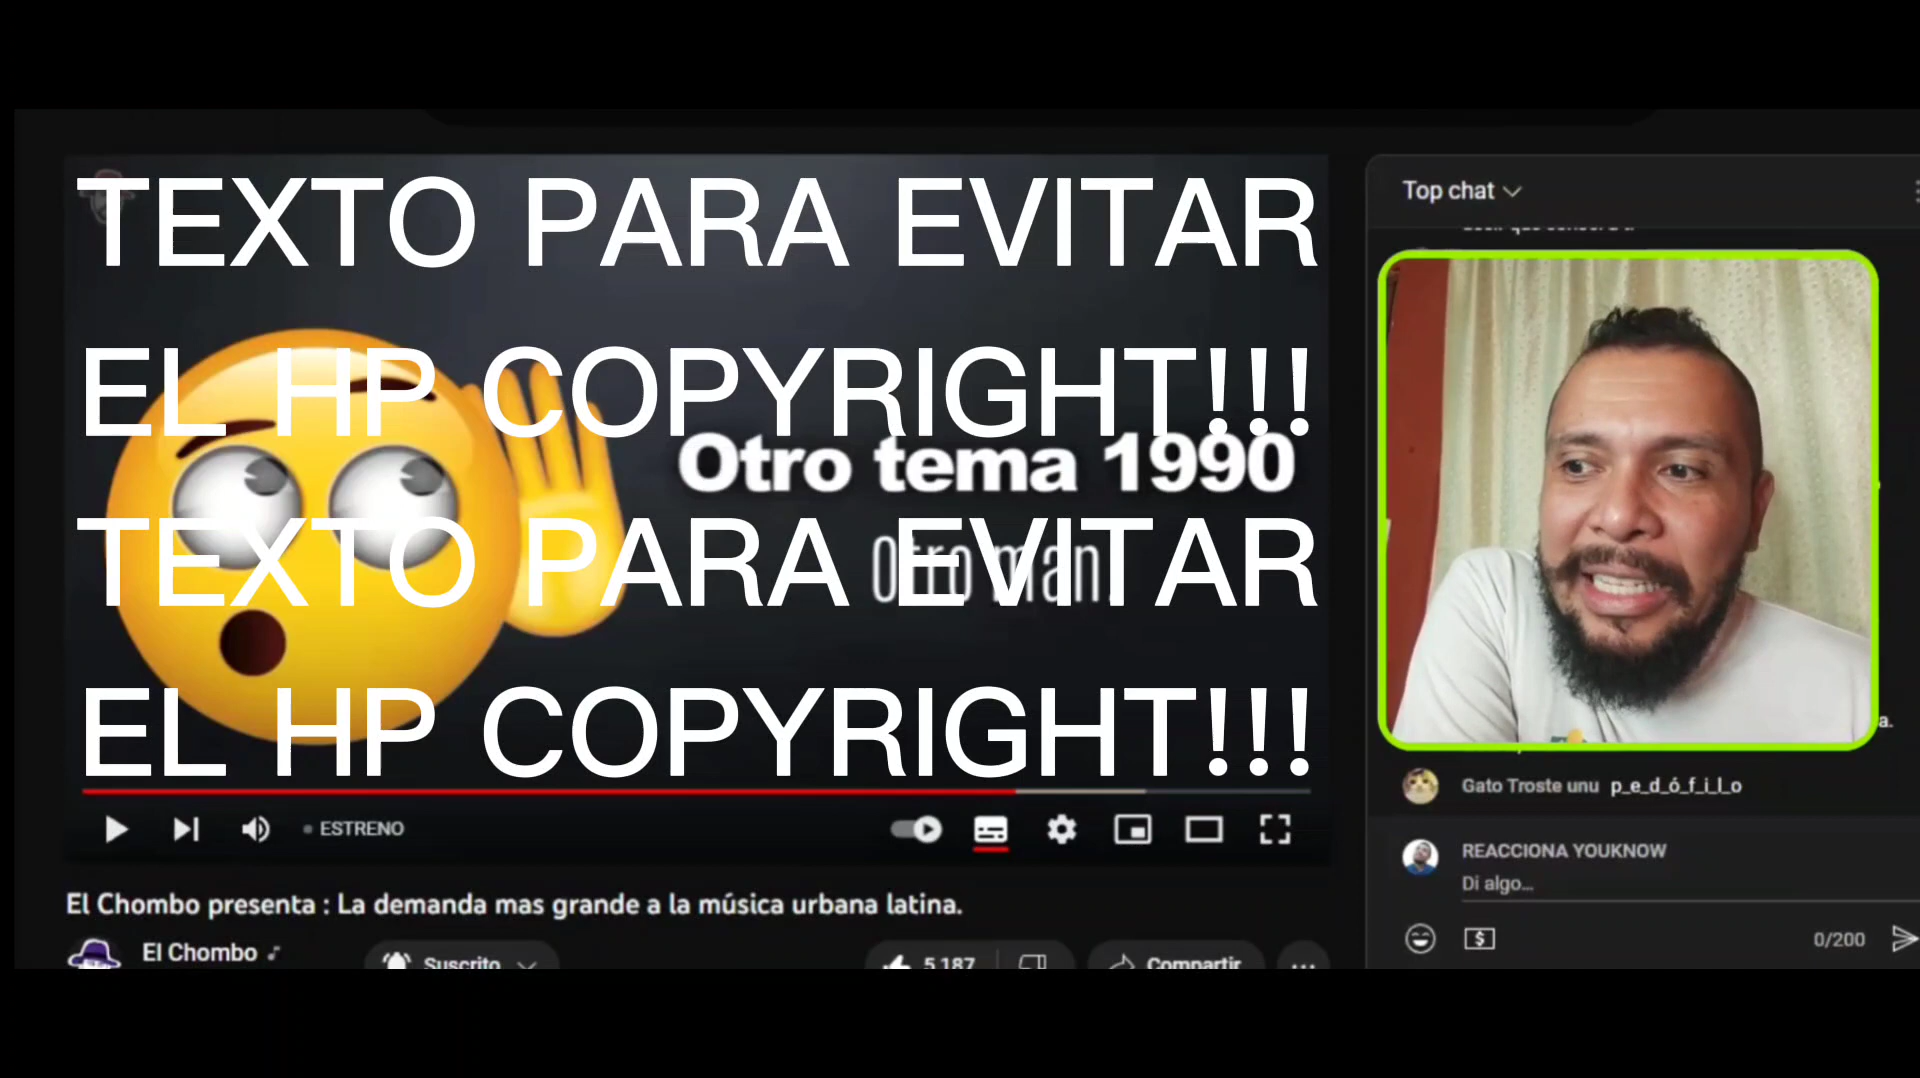 TEXTO PARA EVITAR
EL HP COPYRIGHT!!!
Otro tema 1990
TEXTO PARA EVITAR
Otro man.
EL HP COPYRIGHT!!!
ESTRENO
El Chombo presenta : La demanda mas grande a la música urbana latina.
El Chombo
Suscrito
5,187
Compartir
Top chat
a.
Gato Troste unu p_e_d_ó_f_i_l_o
REACCIONA YOUKNOW
Di algo...
0/200